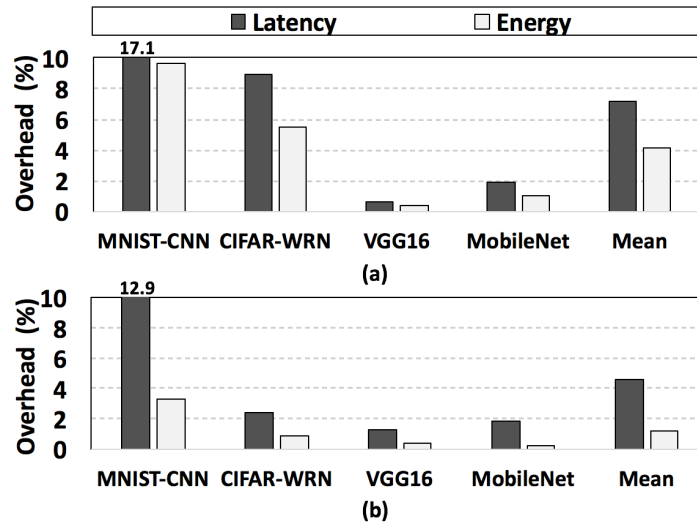 Latency Energy
17.1
10
8
6
4
2
0
Overhead (%)
MNIST-CNN CIFAR-WRN VGG16 MobileNet Mean
(a)
12.9
10
8
6
4
2
0
Overhead (%)
MNIST-CNN CIFAR-WRN VGG16 MobileNet Mean
(b)